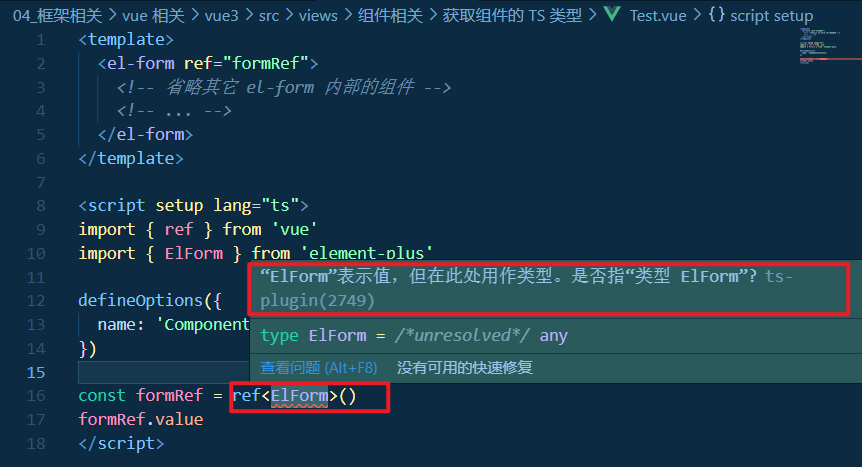 04_框架相关 > vue 相关 > vue3 > src > views > 组件相关 > 获取组件的 TS 类型 > Test.vue > {} script setup
1 <template>
2 <el-form ref="formRef">
3 <!-- 省略其它 el-form 内部的组件 -->
4 <!-- ... -->
5 </el-form>
6 </template>
7
8 <script setup lang="ts">
9 import { ref } from 'vue'
10 import { ElForm } from 'element-plus'
11
“ElForm”表示值，但在此处用作类型。是否指“类型 ElForm”? ts-
plugin(2749)
12 defineOptions({
13 name: 'Component
type ElForm = /*unresolved*/ any
14 })
查看问题 (Alt+F8) 没有可用的快速修复
15
16 const formRef = ref<ElForm>()
17 formRef.value
18 </script>